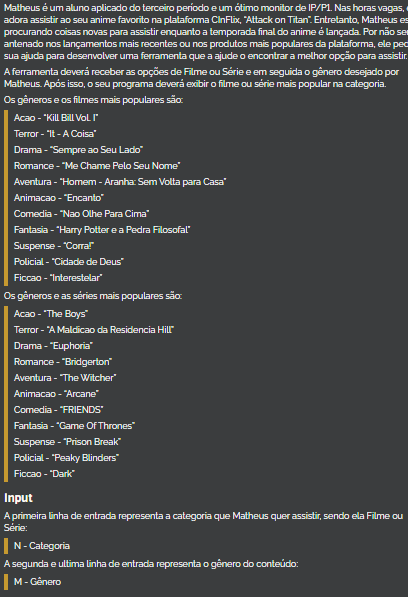 Matheus é um aluno aplicado do terceiro período e um ótimo monitor de IP/P1. Nas horas vagas,
adora assistir ao seu anime favorito na plataforma CInFlix, "Attack on Titan". Entretanto, Matheus
procurando coisas novas para assistir enquanto a temporada final do anime é lançada. Por não
antenado nos lançamentos mais recentes ou nos produtos mais populares da plataforma, ele
sua ajuda para desenvolver uma ferramenta que a ajude o encontrar a melhor opção para assistir.
A ferramenta deverá receber as opções de Filme ou Série e em seguida o gênero desejado por
Matheus. Após isso, o seu programa deverá exibir o filme ou série mais popular na categoria.
Os gêneros e os filmes mais populares são:
Acao - "Kill Bill Vol. I"
Terror - "It - A Coisa"
Drama - "Sempre ao Seu Lado"
Romance - "Me Chame Pelo Seu Nome"
Aventura - "Homem - Aranha: Sem Volta para Casa"
Animacao - "Encanto"
Comedia - "Nao Olhe Para Cima"
Fantasia - "Harry Potter e a Pedra Filosofal"
Suspense - "Corra!"
Policial - "Cidade de Deus"
Ficcao - "Interestelar"
Os gêneros e as séries mais populares são:
Acao - "The Boys"
Terror - "A Maldicao da Residencia Hill"
Drama - "Euphoria"
Romance - "Bridgerton"
Aventura - "The Witcher"
Animacao - "Arcane"
Comedia - "FRIENDS"
Fantasia - "Game Of Thrones"
Suspense - "Prison Break"
Policial - "Peaky Blinders"
Ficcao - "Dark"
Input
A primeira linha de entrada representa a categoria que Matheus quer assistir, sendo ela Filme ou
Série:
N - Categoria
A segunda e ultima linha de entrada representa o gênero do conteúdo:
M - Gênero